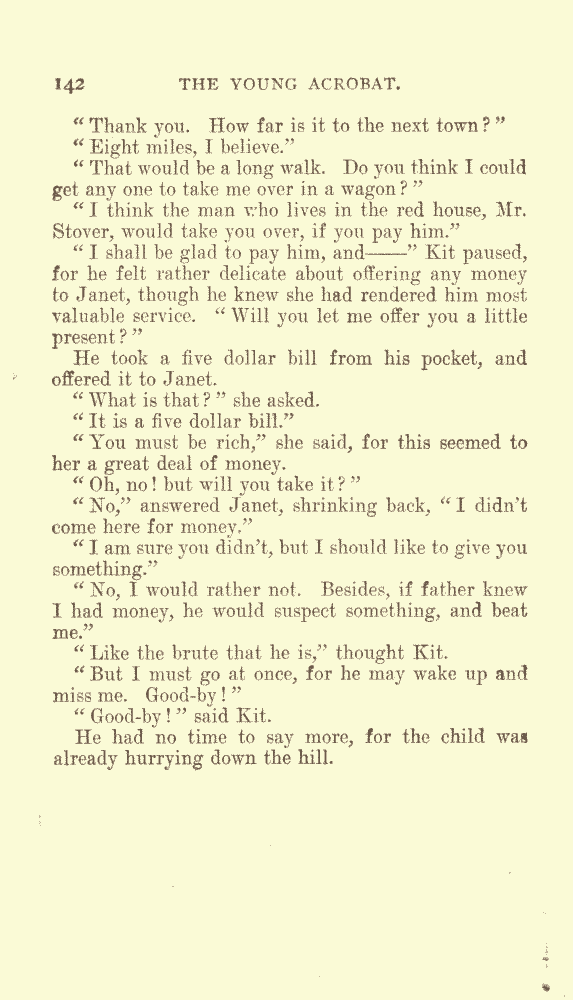 142 THE YOUNG ACROBAT.
“Thank you. How far is it to the next town?”
“Eight miles, I believe.”
“That would be a long walk. Do you think I could
get any one to take me over in a wagon?”
“I think the man who lives in the red house, Mr.
Stover, would take you over, if you pay him.”
“I shall be glad to pay him, and——” Kit paused,
for he felt rather delicate about offering any money
to Janet, though he knew she had rendered him most
valuable service. “Will you let me offer you a little
present?”
He took a five dollar bill from his pocket, and
offered it to Janet.
“What is that?” she asked.
“It is a five dollar bill.”
“You must be rich,” she said, for this seemed to
her a great deal of money.
“Oh, no! but will you take it?”
“No,” answered Janet, shrinking back, “I didn’t
come here for money.”
“I am sure you didn’t, but I should like to give you
something.”
“No, I would rather not. Besides, if father knew
I had money, he would suspect something, and beat
me.”
“Like the brute that he is,” thought Kit.
“But I must go at once, for he may wake up and
miss me. Good-by!”
“Good-by!” said Kit.
He had no time to say more, for the child was
already hurrying down the hill.